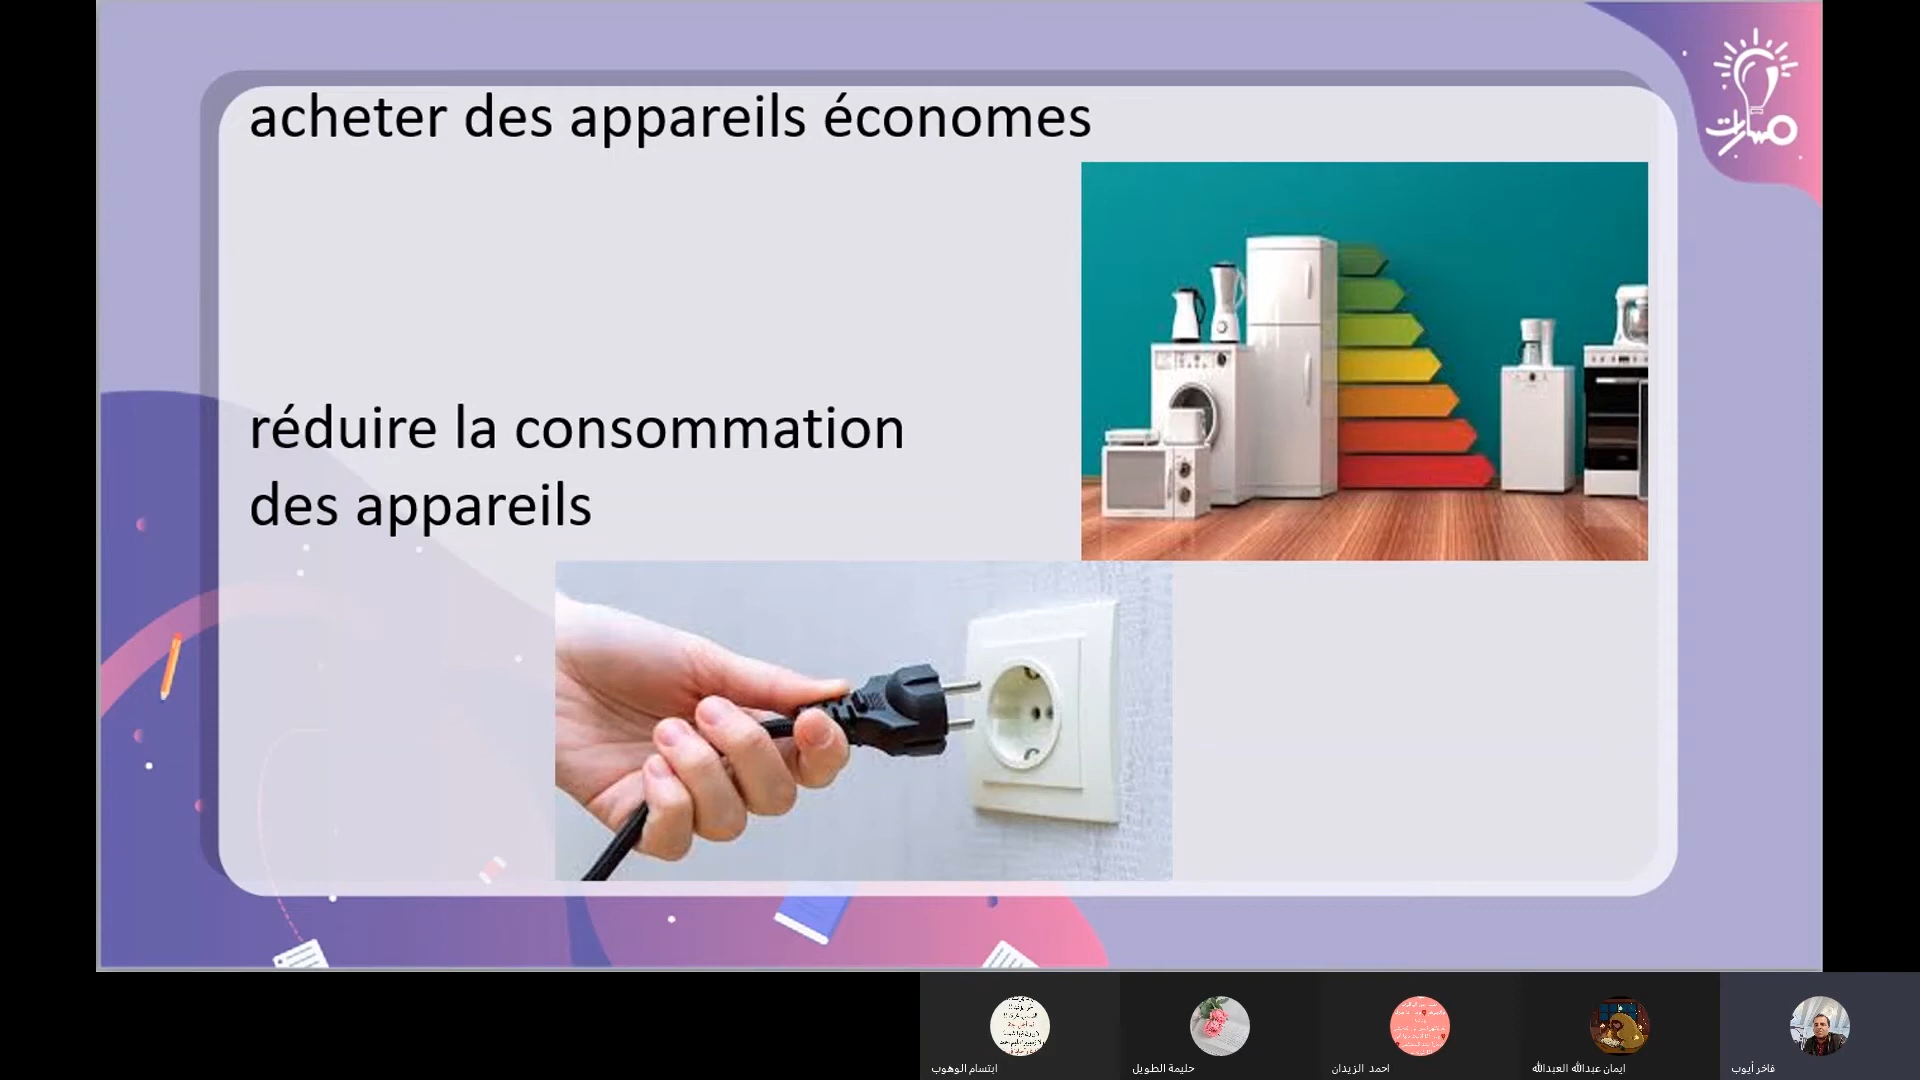 acheter des appareils économes
réduire la consommation
des appareils
مسارات
ابتسام الوهوب
حليمة الطويل
احمد الزيدان
ايمان عبدالله العبدالله
فاخر أيوب